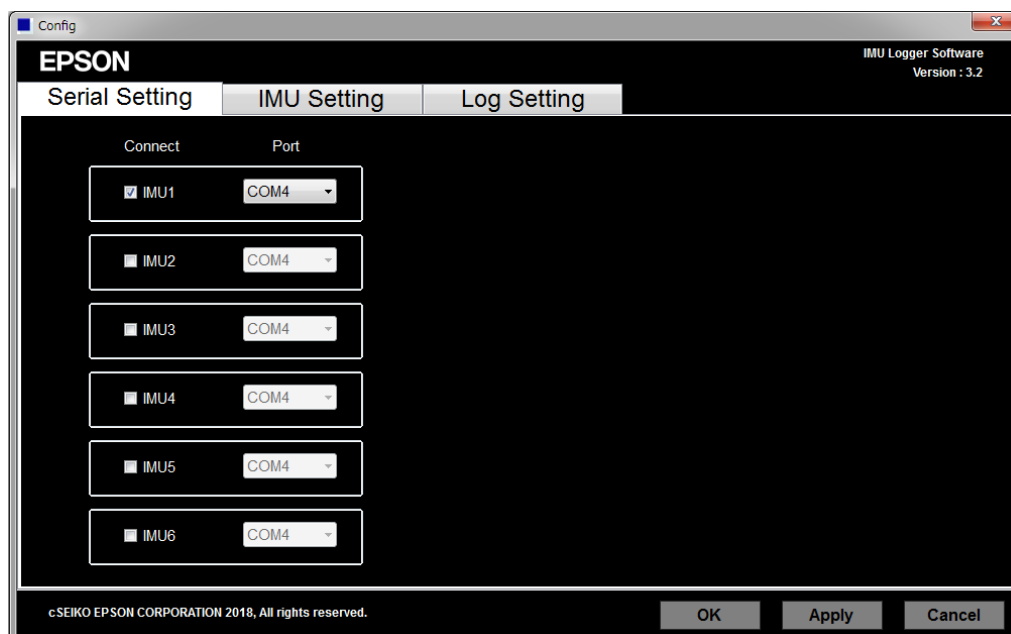 Config
EPSON
IMU Logger Software
Version : 3.2
Serial Setting IMU Setting Log Setting
Connect Port
IMU1 COM4
IMU2 COM4
IMU3 COM4
IMU4 COM4
IMU5 COM4
IMU6 COM4
cSEIKO EPSON CORPORATION 2018, All rights reserved.
OK Apply Cancel